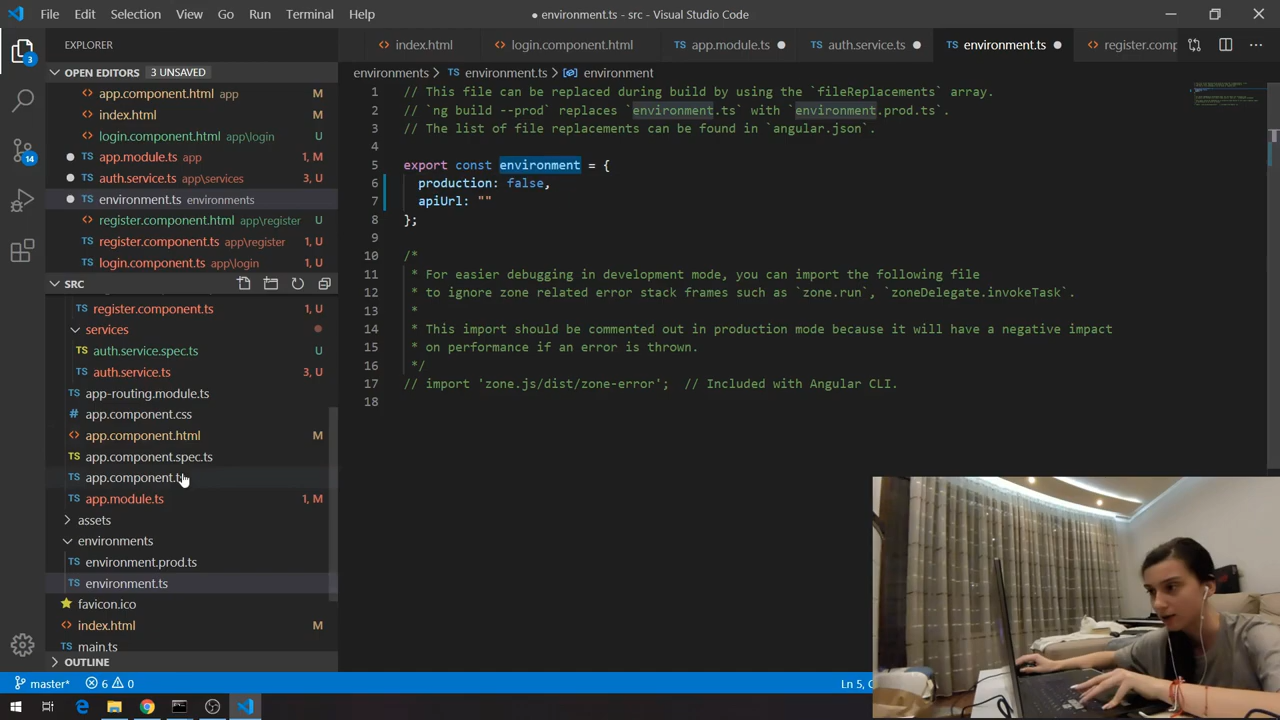 File Edit Selection View Go Run Terminal Help
● environment.ts - src - Visual Studio Code
EXPLORER
index.html
login.component.html
app.module.ts
auth.service.ts
environment.ts
register.comp
OPEN EDITORS 3 UNSAVED
app.component.html app M
index.html M
login.component.html app\login U
TS app.module.ts app 1, M
TS auth.service.ts app\services 3, U
TS environment.ts environments
register.component.html app\register U
TS register.component.ts app\register 1, U
TS login.component.ts app\login 1, U
SRC
TS register.component.ts 1, U
services
TS auth.service.spec.ts U
TS auth.service.ts 3, U
TS app-routing.module.ts
# app.component.css
app.component.html M
TS app.component.spec.ts
TS app.component.ts
TS app.module.ts 1, M
assets
environments
TS environment.prod.ts
TS environment.ts
favicon.ico
index.html M
TS main.ts
OUTLINE
environments > TS environment.ts > environment
1 // This file can be replaced during build by using the `fileReplacements` array.
2 // `ng build --prod` replaces `environment.ts` with `environment.prod.ts`.
3 // The list of file replacements can be found in `angular.json`.
4
5 export const environment = {
6 production: false,
7 apiUrl: ""
8 };
9
10 /*
11 * For easier debugging in development mode, you can import the following file
12 * to ignore zone related error stack frames such as `zone.run`, `zoneDelegate.invokeTask`.
13 *
14 * This import should be commented out in production mode because it will have a negative impact
15 * on performance if an error is thrown.
16 */
17 // import 'zone.js/dist/zone-error';  // Included with Angular CLI.
18
3
14
master* 6 0
Ln 5,